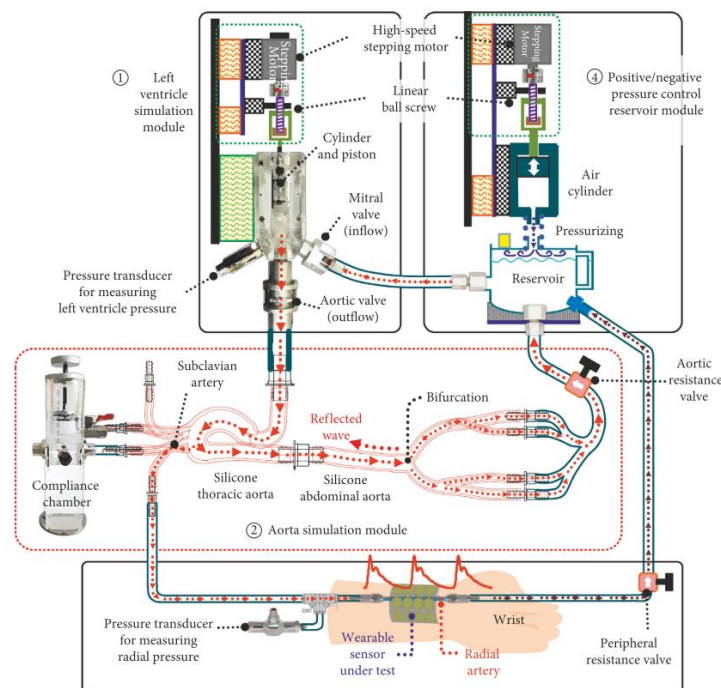 Stepping
Motor
High-speed
stepping motor
Stepping
Motor
① Left
ventricle
simulation
module
Linear
ball screw
④ Positive/negative
pressure control
reservoir module
Cylinder
and piston
Air
cylinder
Mitral
valve
(inflow)
Pressurizing
Reservoir
Pressure transducer
for measuring
left ventricle pressure
Aortic valve
(outflow)
Subclavian
artery
Reflected
wave
Bifurcation
Aortic
resistance
valve
Compliance
chamber
Silicone
thoracic aorta
Silicone
abdominal aorta
② Aorta simulation module
Pressure transducer
for measuring
radial pressure
Wearable
sensor
under test
Radial
artery
Wrist
Peripheral
resistance valve